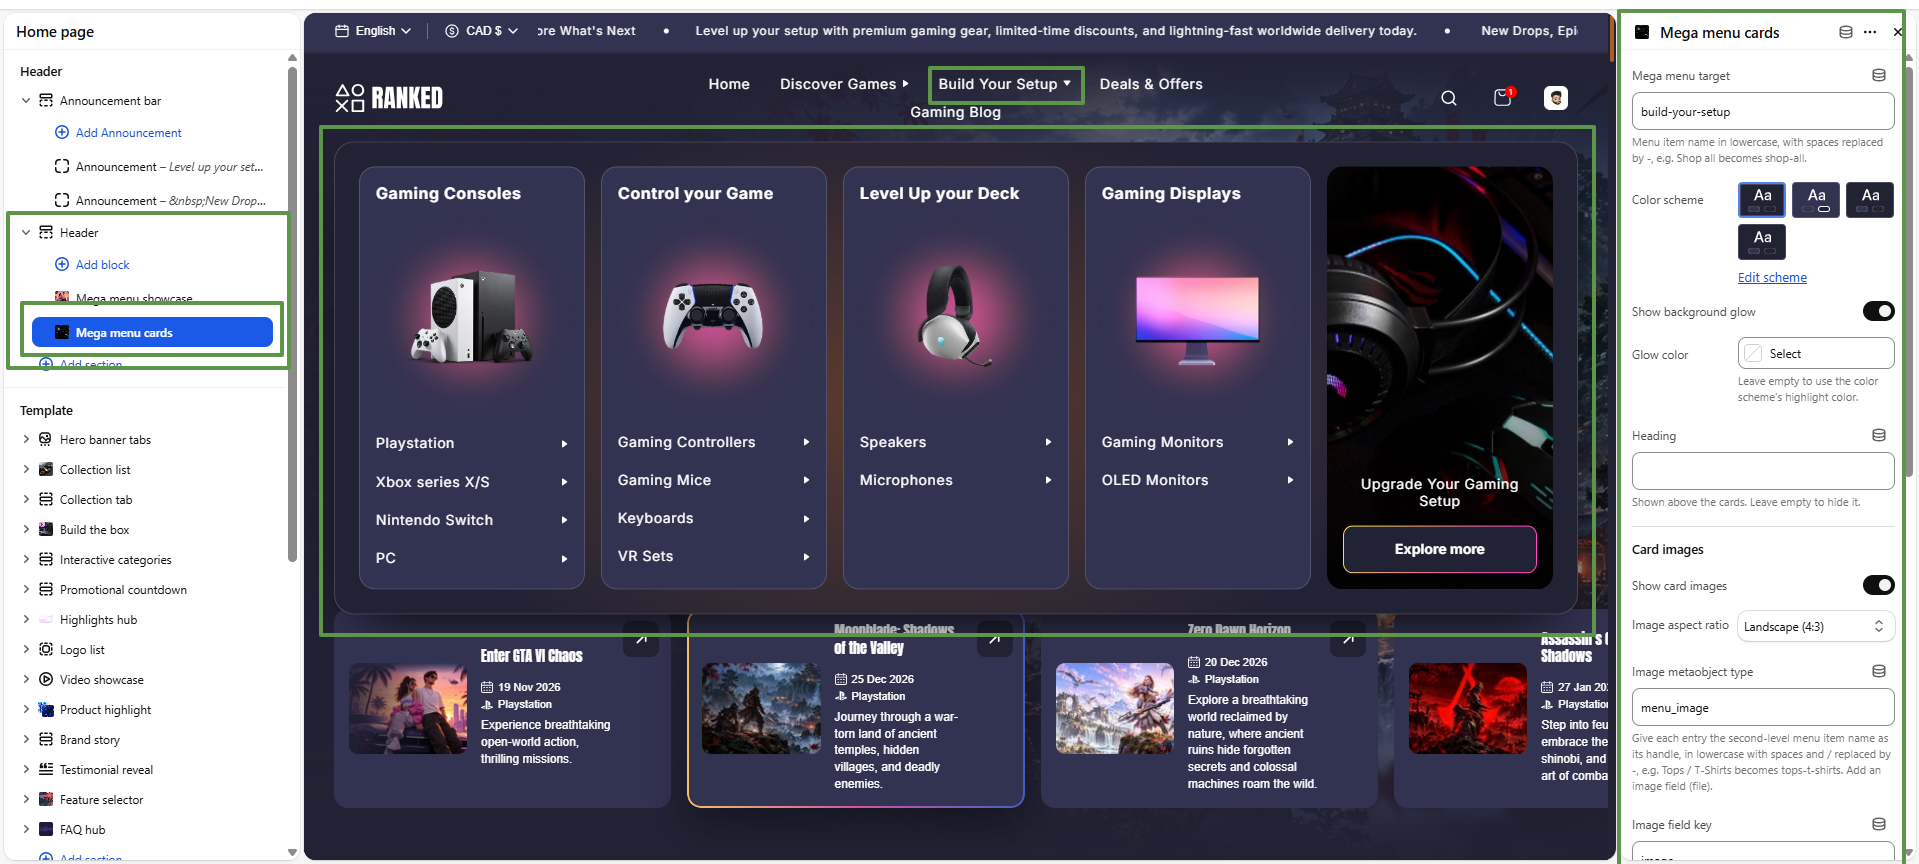 Home page
Header
Announcement bar
Add Announcement
Announcement – Level up your set...
Announcement – &nbsp;New Drop...
Header
Add block
Mega menu showcase
Mega menu cards
Add section
Template
Hero banner tabs
Collection list
Collection tab
Build the box
Interactive categories
Promotional countdown
Highlights hub
Logo list
Video showcase
Product highlight
Brand story
Testimonial reveal
Feature selector
FAQ hub
Add section
English
CAD $
ore What's Next • Level up your setup with premium gaming gear, limited-time discounts, and lightning-fast worldwide delivery today. • New Drops, Epi
RANKED
Home
Discover Games
Build Your Setup
Deals & Offers
Gaming Blog
1
Gaming Consoles
Playstation
Xbox series X/S
Nintendo Switch
PC
Control your Game
Gaming Controllers
Gaming Mice
Keyboards
VR Sets
Level Up your Deck
Speakers
Microphones
Gaming Displays
Gaming Monitors
OLED Monitors
Upgrade Your Gaming
Setup
Explore more
Enter GTA VI Chaos
19 Nov 2026
Playstation
Experience breathtaking
open-world action,
thrilling missions.
Moonblade: Shadows
of the Valley
25 Dec 2026
Playstation
Journey through a war-
torn land of ancient
temples, hidden
villages, and deadly
enemies.
Zero Dawn Horizon
20 Dec 2026
Playstation
Explore a breathtaking
world reclaimed by
nature, where ancient
ruins hide forgotten
secrets and colossal
machines roam the wild.
Assassin's C
Shadows
27 Jan 202
Playstation
Step into feu
embrace the
shinobi, and
art of comba
Mega menu cards
Mega menu target
build-your-setup
Menu item name in lowercase, with spaces replaced
by -, e.g. Shop all becomes shop-all.
Color scheme
Aa
Aa
Aa
Aa
Edit scheme
Show background glow
Glow color
Select
Leave empty to use the color
scheme's highlight color.
Heading
Shown above the cards. Leave empty to hide it.
Card images
Show card images
Image aspect ratio
Landscape (4:3)
Image metaobject type
menu_image
Give each entry the second-level menu item name as
its handle, in lowercase with spaces and / replaced by
-, e.g. Tops / T-Shirts becomes tops-t-shirts. Add an
image field (file).
Image field key
image